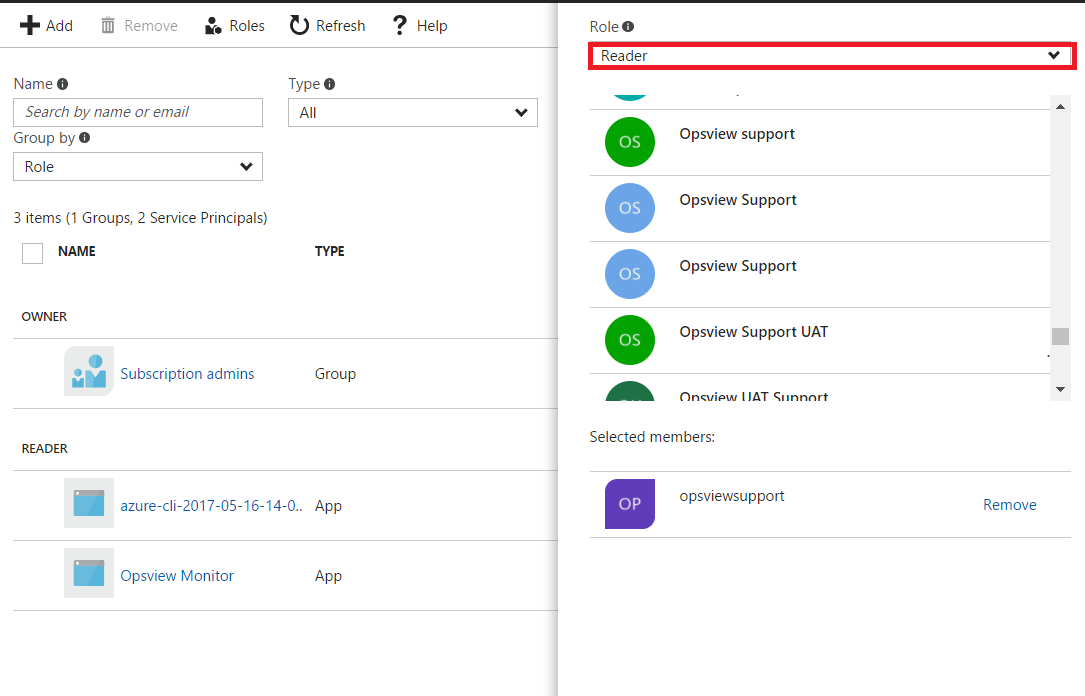 Add
Remove
Roles
Refresh
Help
Name
Type
Search by name or email
All
Group by
Role
3 items (1 Groups, 2 Service Principals)
NAME
TYPE
OWNER
Subscription admins
Group
READER
azure-cli-2017-05-16-14-0..
App
Opsview Monitor
App
Role
Reader
OS
Opsview support
OS
Opsview Support
OS
Opsview Support
OS
Opsview Support UAT
Opsview UAT Support
Selected members:
OP
opsviewsupport
Remove